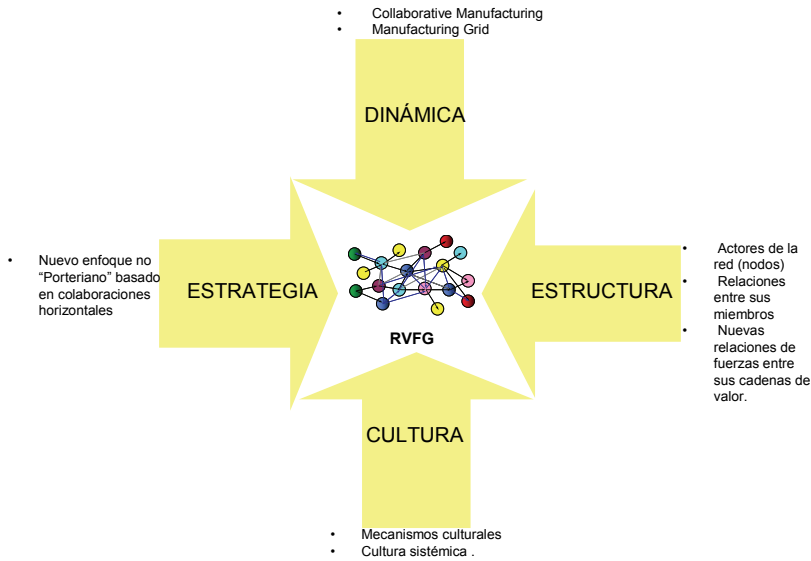 • Collaborative Manufacturing
• Manufacturing Grid
DINÁMICA
• Nuevo enfoque no
“Porteriano” basado
en colaboraciones
horizontales
ESTRATEGIA
RVFG
ESTRUCTURA
• Actores de la
red (nodos)
• Relaciones
entre sus
miembros
• Nuevas
relaciones de
fuerzas entre
sus cadenas de
valor.
CULTURA
• Mecanismos culturales
• Cultura sistémica .